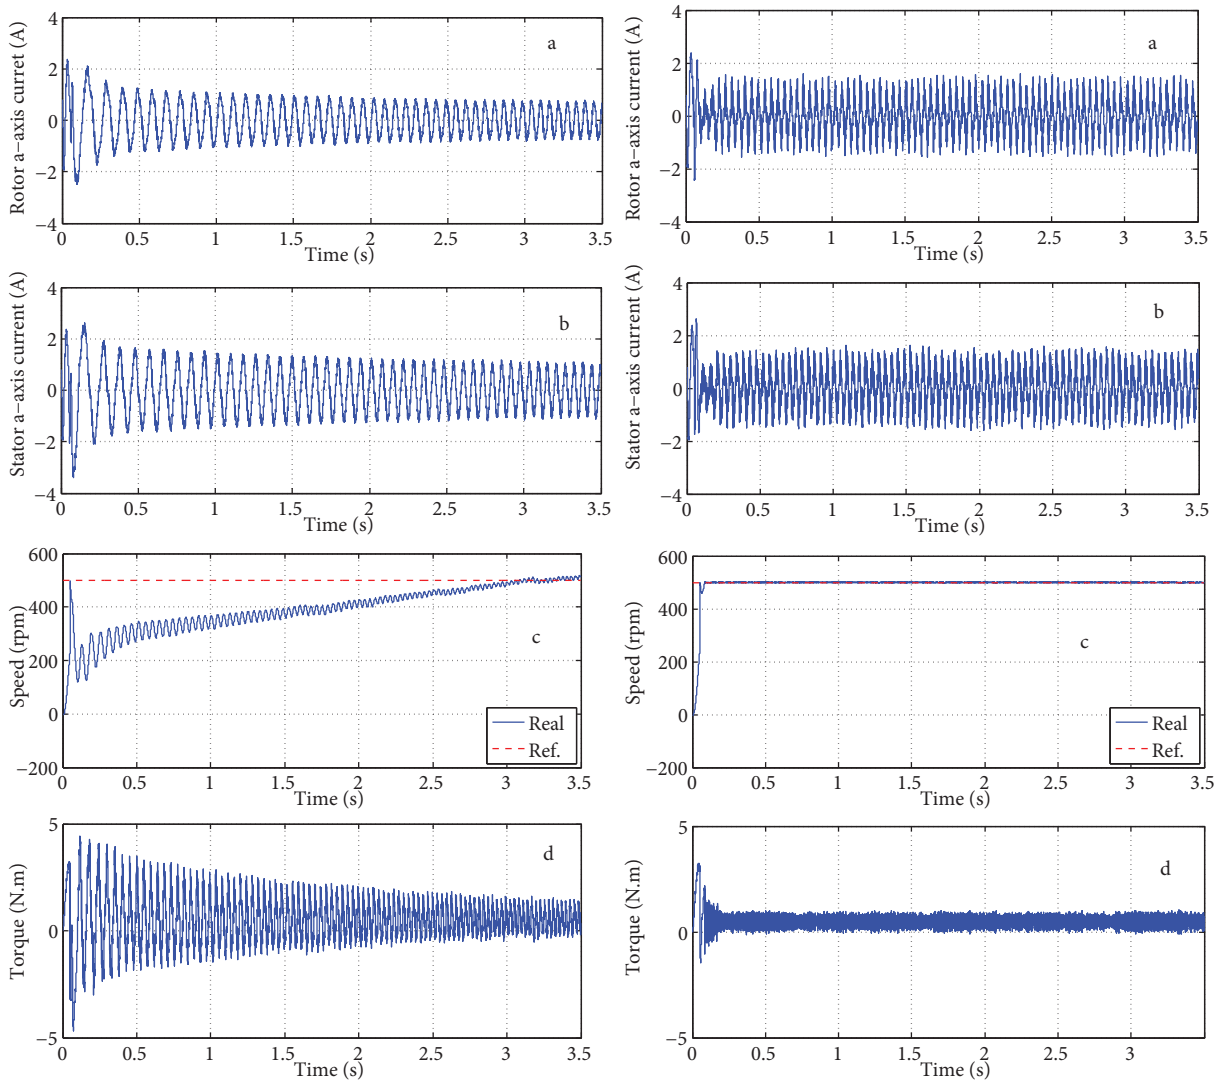 Rotor a−axis curret (A)
4
2
0
−2
−4
a
0 0.5 1 1.5 2 2.5 3 3.5
Time (s)
Stator a−axis current (A)
4
2
0
−2
−4
b
0 0.5 1 1.5 2 2.5 3 3.5
Time (s)
Speed (rpm)
600
400
200
0
−200
c
Real
Ref.
0 0.5 1 1.5 2 2.5 3 3.5
Time (s)
Torque (N.m)
5
0
−5
d
0 0.5 1 1.5 2 2.5 3 3.5
Time (s)
Rotor a−axis current (A)
4
2
0
−2
−4
a
0 0.5 1 1.5 2 2.5 3 3.5
Time (s)
Stator a−axis current (A)
4
2
0
−2
−4
b
0 0.5 1 1.5 2 2.5 3 3.5
Time (s)
Speed (rpm)
600
400
200
0
−200
c
Real
Ref.
0 0.5 1 1.5 2 2.5 3 3.5
Time (s)
Torque (N.m)
5
0
−5
d
0 0.5 1 1.5 2 2.5 3
Time (s)